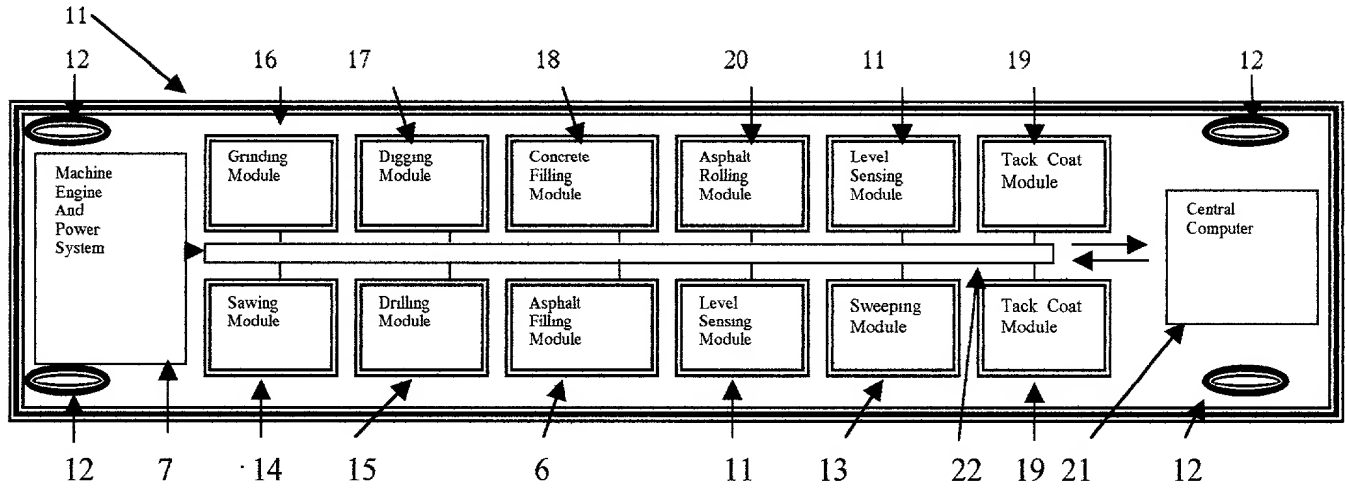 11
12 16 17 18 20 11 19 12
Machine
Engine
And
Power
System
Grinding
Module
Digging
Module
Concrete
Filling
Module
Asphalt
Rolling
Module
Level
Sensing
Module
Tack Coat
Module
Central
Computer
Sawing
Module
Drilling
Module
Asphalt
Filling
Module
Level
Sensing
Module
Sweeping
Module
Tack Coat
Module
12 7 14 15 6 11 13 22 19 21 12